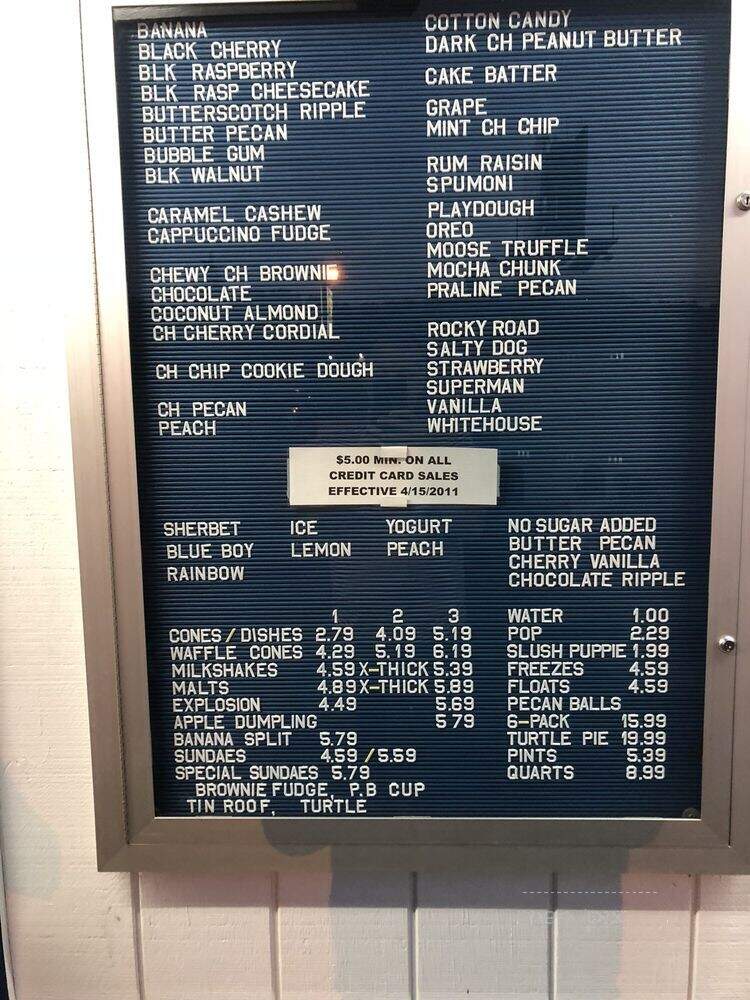 BANANA
BLACK CHERRY
BLK RASPBERRY
BLK RASP CHEESECAKE
BUTTERSCOTCH RIPPLE
BUTTER PECAN
BUBBLE GUM
BLK WALNUT
CARAMEL CASHEW
CAPPUCCINO FUDGE
CHEWY CH BROWNIE
CHOCOLATE
COCONUT ALMOND
CH CHERRY CORDIAL
CH CHIP COOKIE DOUGH
CH PECAN
PEACH
COTTON CANDY
DARK CH PEANUT BUTTER
CAKE BATTER
GRAPE
MINT CH CHIP
RUM RAISIN
SPUMONI
PLAYDOUGH
OREO
MOOSE TRUFFLE
MOCHA CHUNK
PRALINE PECAN
ROCKY ROAD
SALTY DOG
STRAWBERRY
SUPERMAN
VANILLA
WHITEHOUSE
$5.00 MIN. ON ALL
CREDIT CARD SALES
EFFECTIVE 4/15/2011
SHERBET ICE YOGURT
BLUE BOY LEMON PEACH
RAINBOW
NO SUGAR ADDED
BUTTER PECAN
CHERRY VANILLA
CHOCOLATE RIPPLE
1 2 3
CONES/DISHES 2.79 4.09 5.19
WAFFLE CONES 4.29 5.19 6.19
MILKSHAKES 4.59 X-THICK 5.39
MALTS 4.89 X-THICK 5.89
EXPLOSION 4.49 5.69
APPLE DUMPLING 5 79
BANANA SPLIT 5.79
SUNDAES 4.59/5.59
SPECIAL SUNDAES 5.79
BROWNIE FUDGE, P.B CUP
TIN ROOF, TURTLE
WATER 1.00
POP 2.29
SLUSH PUPPIE 1.99
FREEZES 4.59
FLOATS 4.59
PECAN BALLS
6-PACK 15.99
TURTLE PIE 19.99
PINTS 5.39
QUARTS 8.99